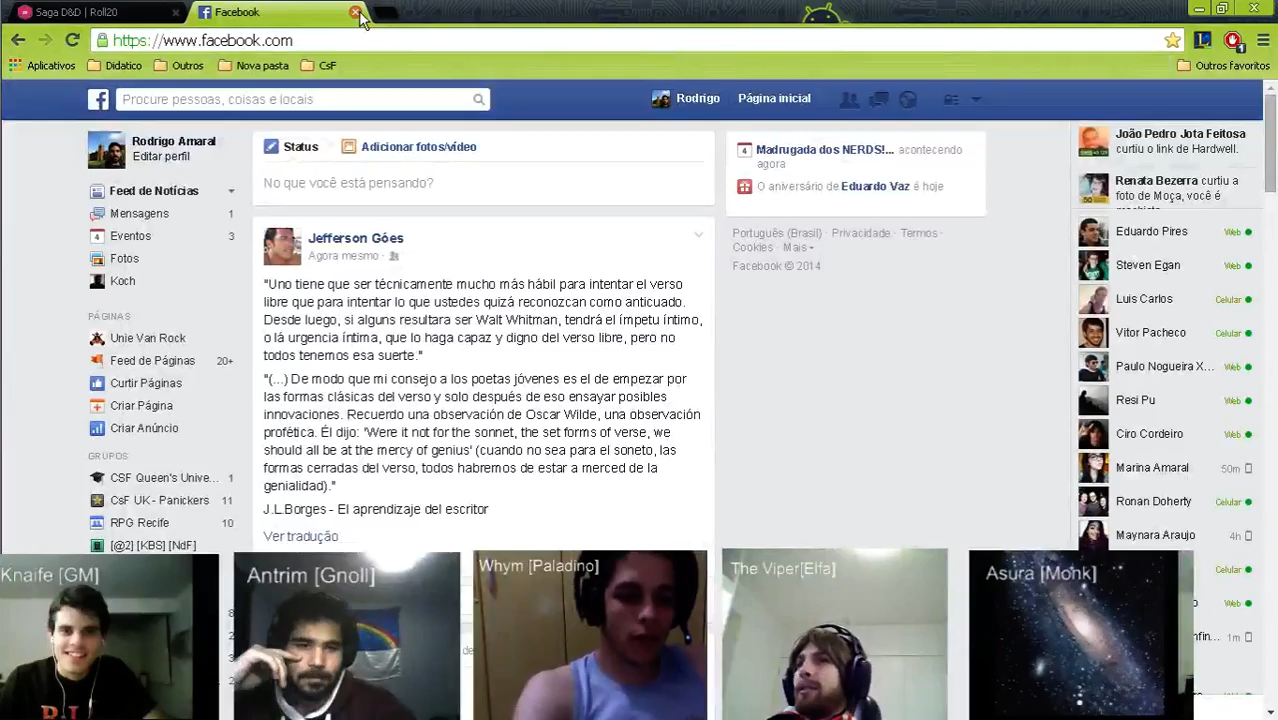 Saga D&D | Roll20
Facebook
https://www.facebook.com
Aplicativos
Didatico
Outros
Nova pasta
CsF
Outros favoritos
Procure pessoas, coisas e locais
Rodrigo
Página inicial
Rodrigo Amaral
Editar perfil
Feed de Notícias
Mensagens 1
Eventos 3
Fotos
Koch
PÁGINAS
Unie Van Rock
Feed de Páginas 20+
Curtir Páginas
Criar Página
Criar Anúncio
GRUPOS
CSF Queen's Unive... 1
CsF UK - Panickers 11
RPG Recife 10
[@2] [KBS] [NdF]
Status
Adicionar fotos/vídeo
No que você está pensando?
Jefferson Góes
Agora mesmo
"Uno tiene que ser técnicamente mucho más hábil para intentar el verso
libre que para intentar lo que ustedes quizá reconozcan como anticuado.
Desde luego, si alguno resultara ser Walt Whitman, tendrá el ímpetu íntimo,
o la urgencia íntima, que lo haga capaz y digno del verso libre, pero no
todos tenemos esa suerte."
"(...) De modo que mi consejo a los poetas jóvenes es el de empezar por
las formas clásicas del verso y solo después de eso ensayar posibles
innovaciones. Recuerdo una observación de Oscar Wilde, una observación
profética. Él dijo: 'Were it not for the sonnet, the set forms of verse, we
should all be at the mercy of genius' (cuando no sea para el soneto, las
formas cerradas del verso, todos habremos de estar a merced de la
genialidad)."
J.L.Borges - El aprendizaje del escritor
Ver tradução
4 Madrugada dos NERDS!... acontecendo
agora
O aniversário de Eduardo Vaz é hoje
Português (Brasil) · Privacidade · Termos ·
Cookies · Mais
Facebook © 2014
João Pedro Jota Feitosa
curtiu o link de Hardwell.
Renata Bezerra curtiu a
foto de Moça, você é
Eduardo Pires Web
Steven Egan Web
Luis Carlos Celular
Vitor Pacheco Celular
Paulo Nogueira X... Web
Resi Pu Web
Ciro Cordeiro Web
Marina Amaral 50m
Ronan Doherty Celular
Maynara Araujo 4h
Celular
Web
1m
Knaife [GM]
Antrim [Gnoll]
Whym [Paladino]
The Viper[Elfa]
Asura [Monk]